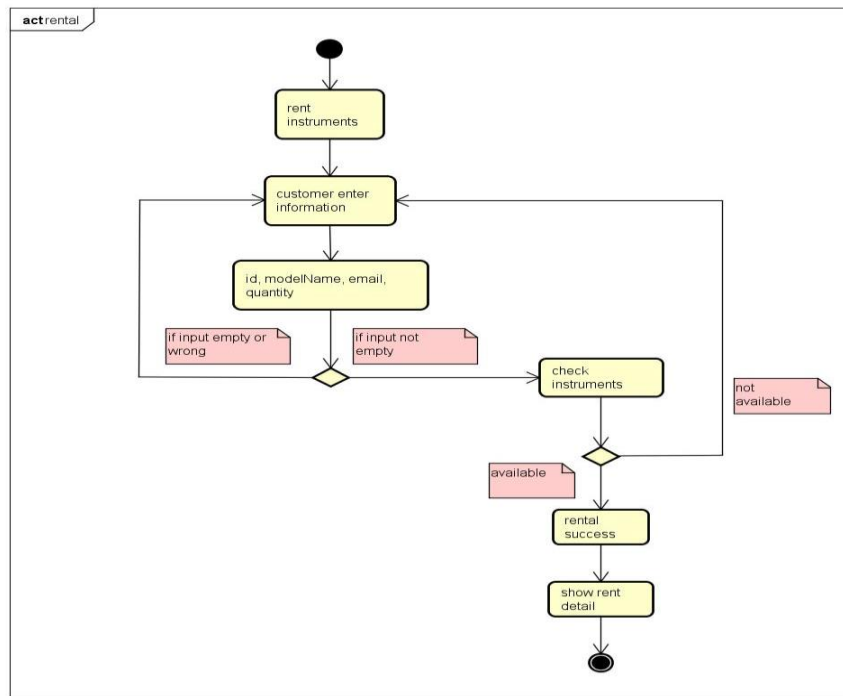 act rental
rent
instruments
customer enter
information
id, modelName, email,
quantity
if input empty or
wrong
if input not
empty
check
instruments
not
available
available
rental
success
show rent
detail